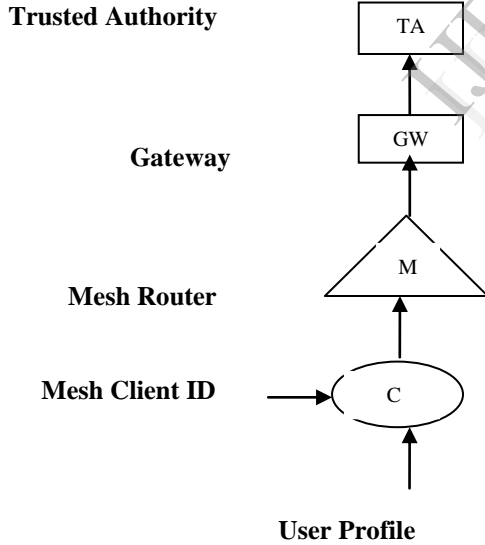 Trusted Authority
TA
Gateway
GW
Mesh Router
M
Mesh Client ID
C
User Profile